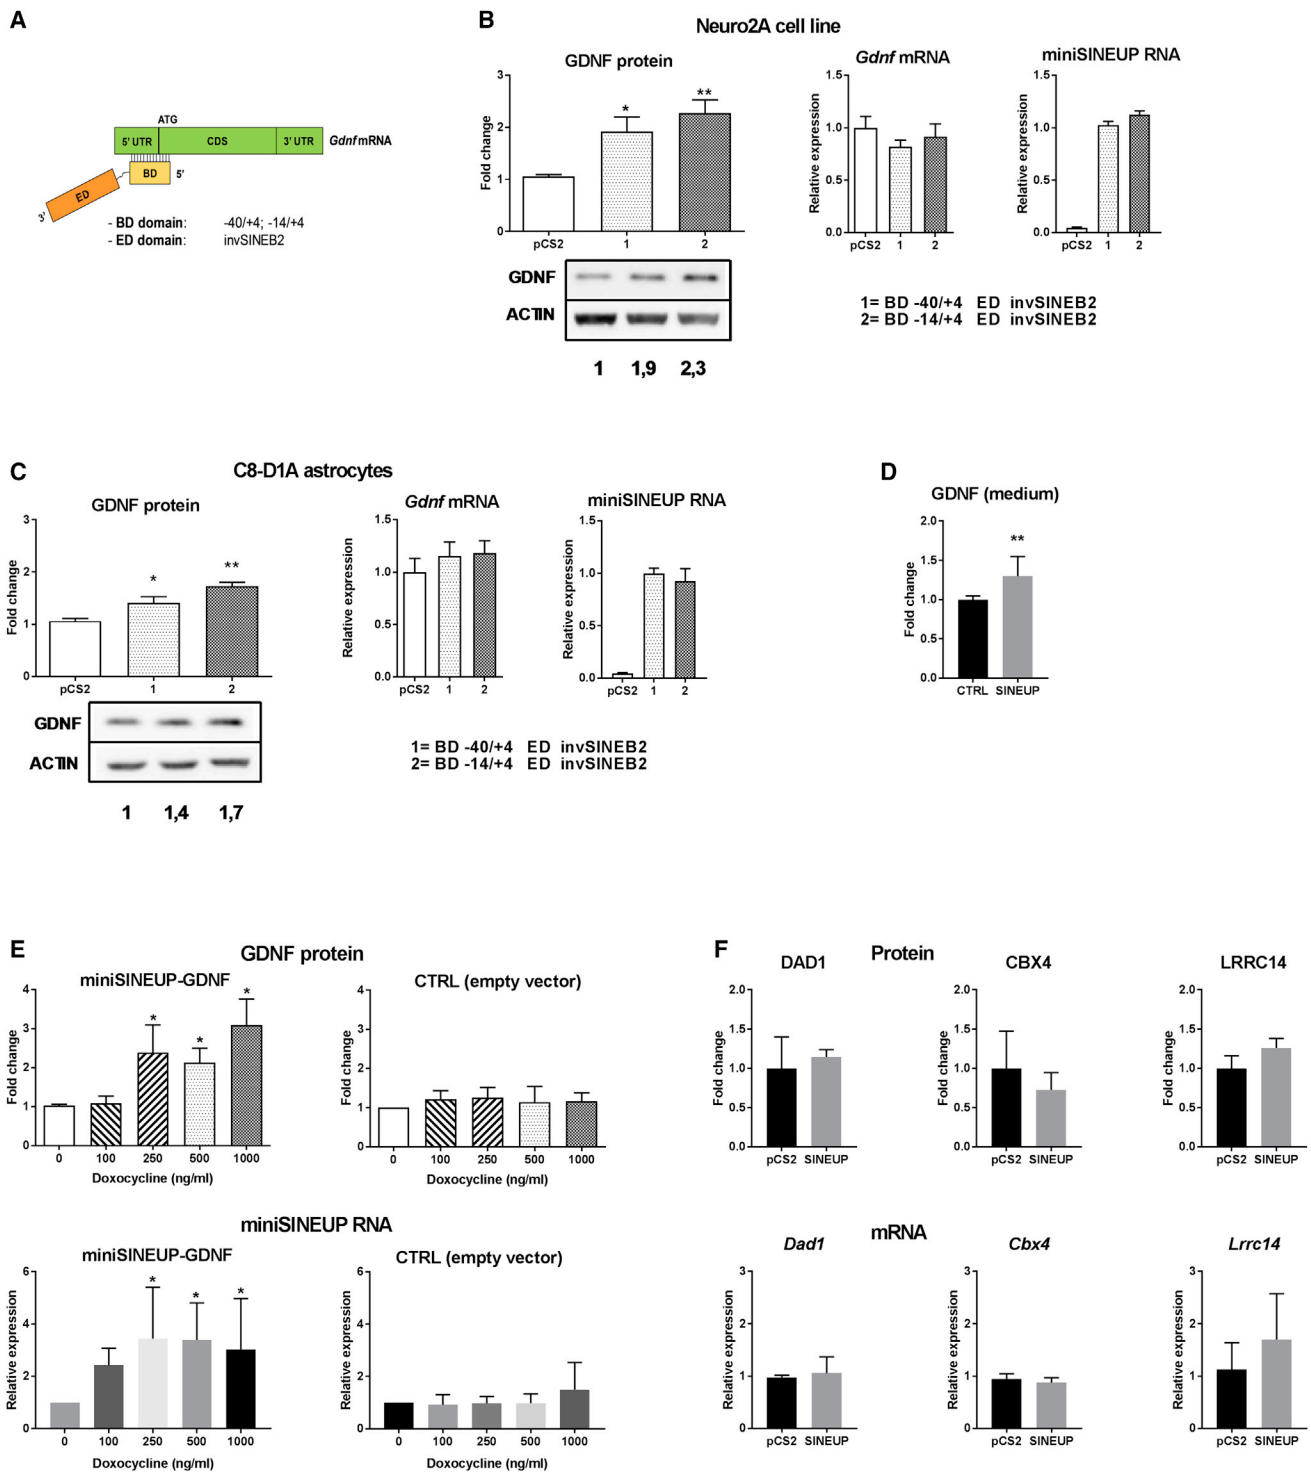 A
ATG
5' UTR
CDS
3' UTR
Gdnf mRNA
BD
5'
ED
3'
- BD domain: -40/+4; -14/+4
- ED domain: invSINEB2
B
Neuro2A cell line
GDNF protein
Fold change
3
2
1
0
pCS2 1 2
*
**
GDNF
ACTIN
1 1,9 2,3
Gdnf mRNA
Relative expression
1.5
1.0
0.5
0.0
pCS2 1 2
miniSINEUP RNA
Relative expression
1.5
1.0
0.5
0.0
pCS2 1 2
1= BD -40/+4 ED invSINEB2
2= BD -14/+4 ED invSINEB2
C
C8-D1A astrocytes
GDNF protein
Fold change
3
2
1
0
*
**
pCS2 1 2
GDNF
ACTIN
1 1,4 1,7
Gdnf mRNA
Relative expression
1.5
1.0
0.5
0.0
pCS2 1 2
miniSINEUP RNA
Relative expression
1.5
1.0
0.5
0.0
pCS2 1 2
1= BD -40/+4 ED invSINEB2
2= BD -14/+4 ED invSINEB2
D
GDNF (medium)
Fold change
2.0
1.5
1.0
0.5
0.0
**
CTRL SINEUP
E
GDNF protein
miniSINEUP-GDNF
Fold change
4
3
2
1
0
* * *
0 100 250 500 1000
Doxocycline (ng/ml)
CTRL (empty vector)
Fold change
4
3
2
1
0
0 100 250 500 1000
Doxocycline (ng/ml)
miniSINEUP RNA
miniSINEUP-GDNF
Relative expression
6
4
2
0
* * *
0 100 250 500 1000
Doxocycline (ng/ml)
CTRL (empty vector)
Relative expression
6
4
2
0
0 100 250 500 1000
Doxocycline (ng/ml)
F
Protein
DAD1
Fold change
2.0
1.5
1.0
0.5
0.0
pCS2 SINEUP
CBX4
Fold change
2.0
1.5
1.0
0.5
0.0
pCS2 SINEUP
LRRC14
Fold change
2.0
1.5
1.0
0.5
0.0
pCS2 SINEUP
mRNA
Dad1
Relative expression
3
2
1
0
pCS2 SINEUP
Cbx4
Relative expression
3
2
1
0
pCS2 SINEUP
Lrrc14
Relative expression
3
2
1
0
pCS2 SINEUP